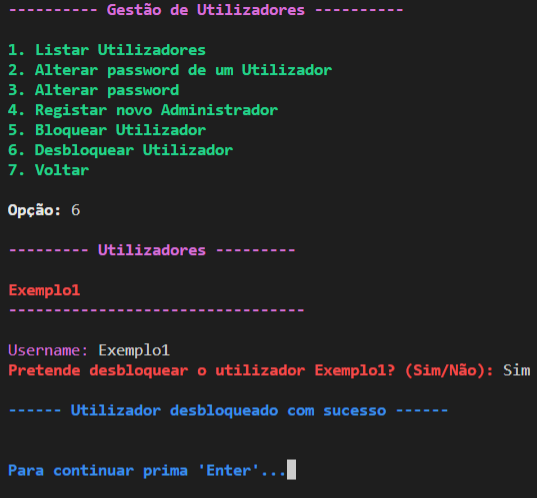 ---------- Gestão de Utilizadores ----------
1. Listar Utilizadores
2. Alterar password de um Utilizador
3. Alterar password
4. Registar novo Administrador
5. Bloquear Utilizador
6. Desbloquear Utilizador
7. Voltar
Opção: 6
--------- Utilizadores ---------
Exemplo1
---------------------------------
Username: Exemplo1
Pretende desbloquear o utilizador Exemplo1? (Sim/Não): Sim
------ Utilizador desbloqueado com sucesso ------
Para continuar prima 'Enter'...